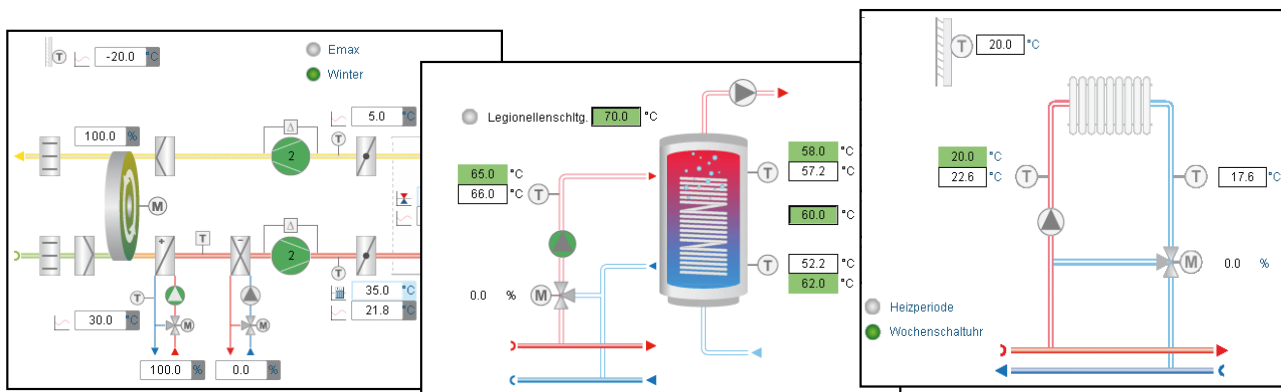 T
-20.0 °C
Emax
Winter
5.0 °C
100.0 %
Δ
2
T
M
T
Δ
2
+
−
T
T
35.0 °C
21.8 °C
30.0 °C
M
M
100.0 %
0.0 %
Legionellenschltg. 70.0 °C
65.0 °C
66.0 °C
T
58.0 °C
T 57.2 °C
60.0 °C
T 52.2 °C
62.0 °C
0.0 % M
T 20.0 °C
20.0 °C
22.6 °C T
T 17.6 °C
M 0.0 %
Heizperiode
Wochenschaltuhr